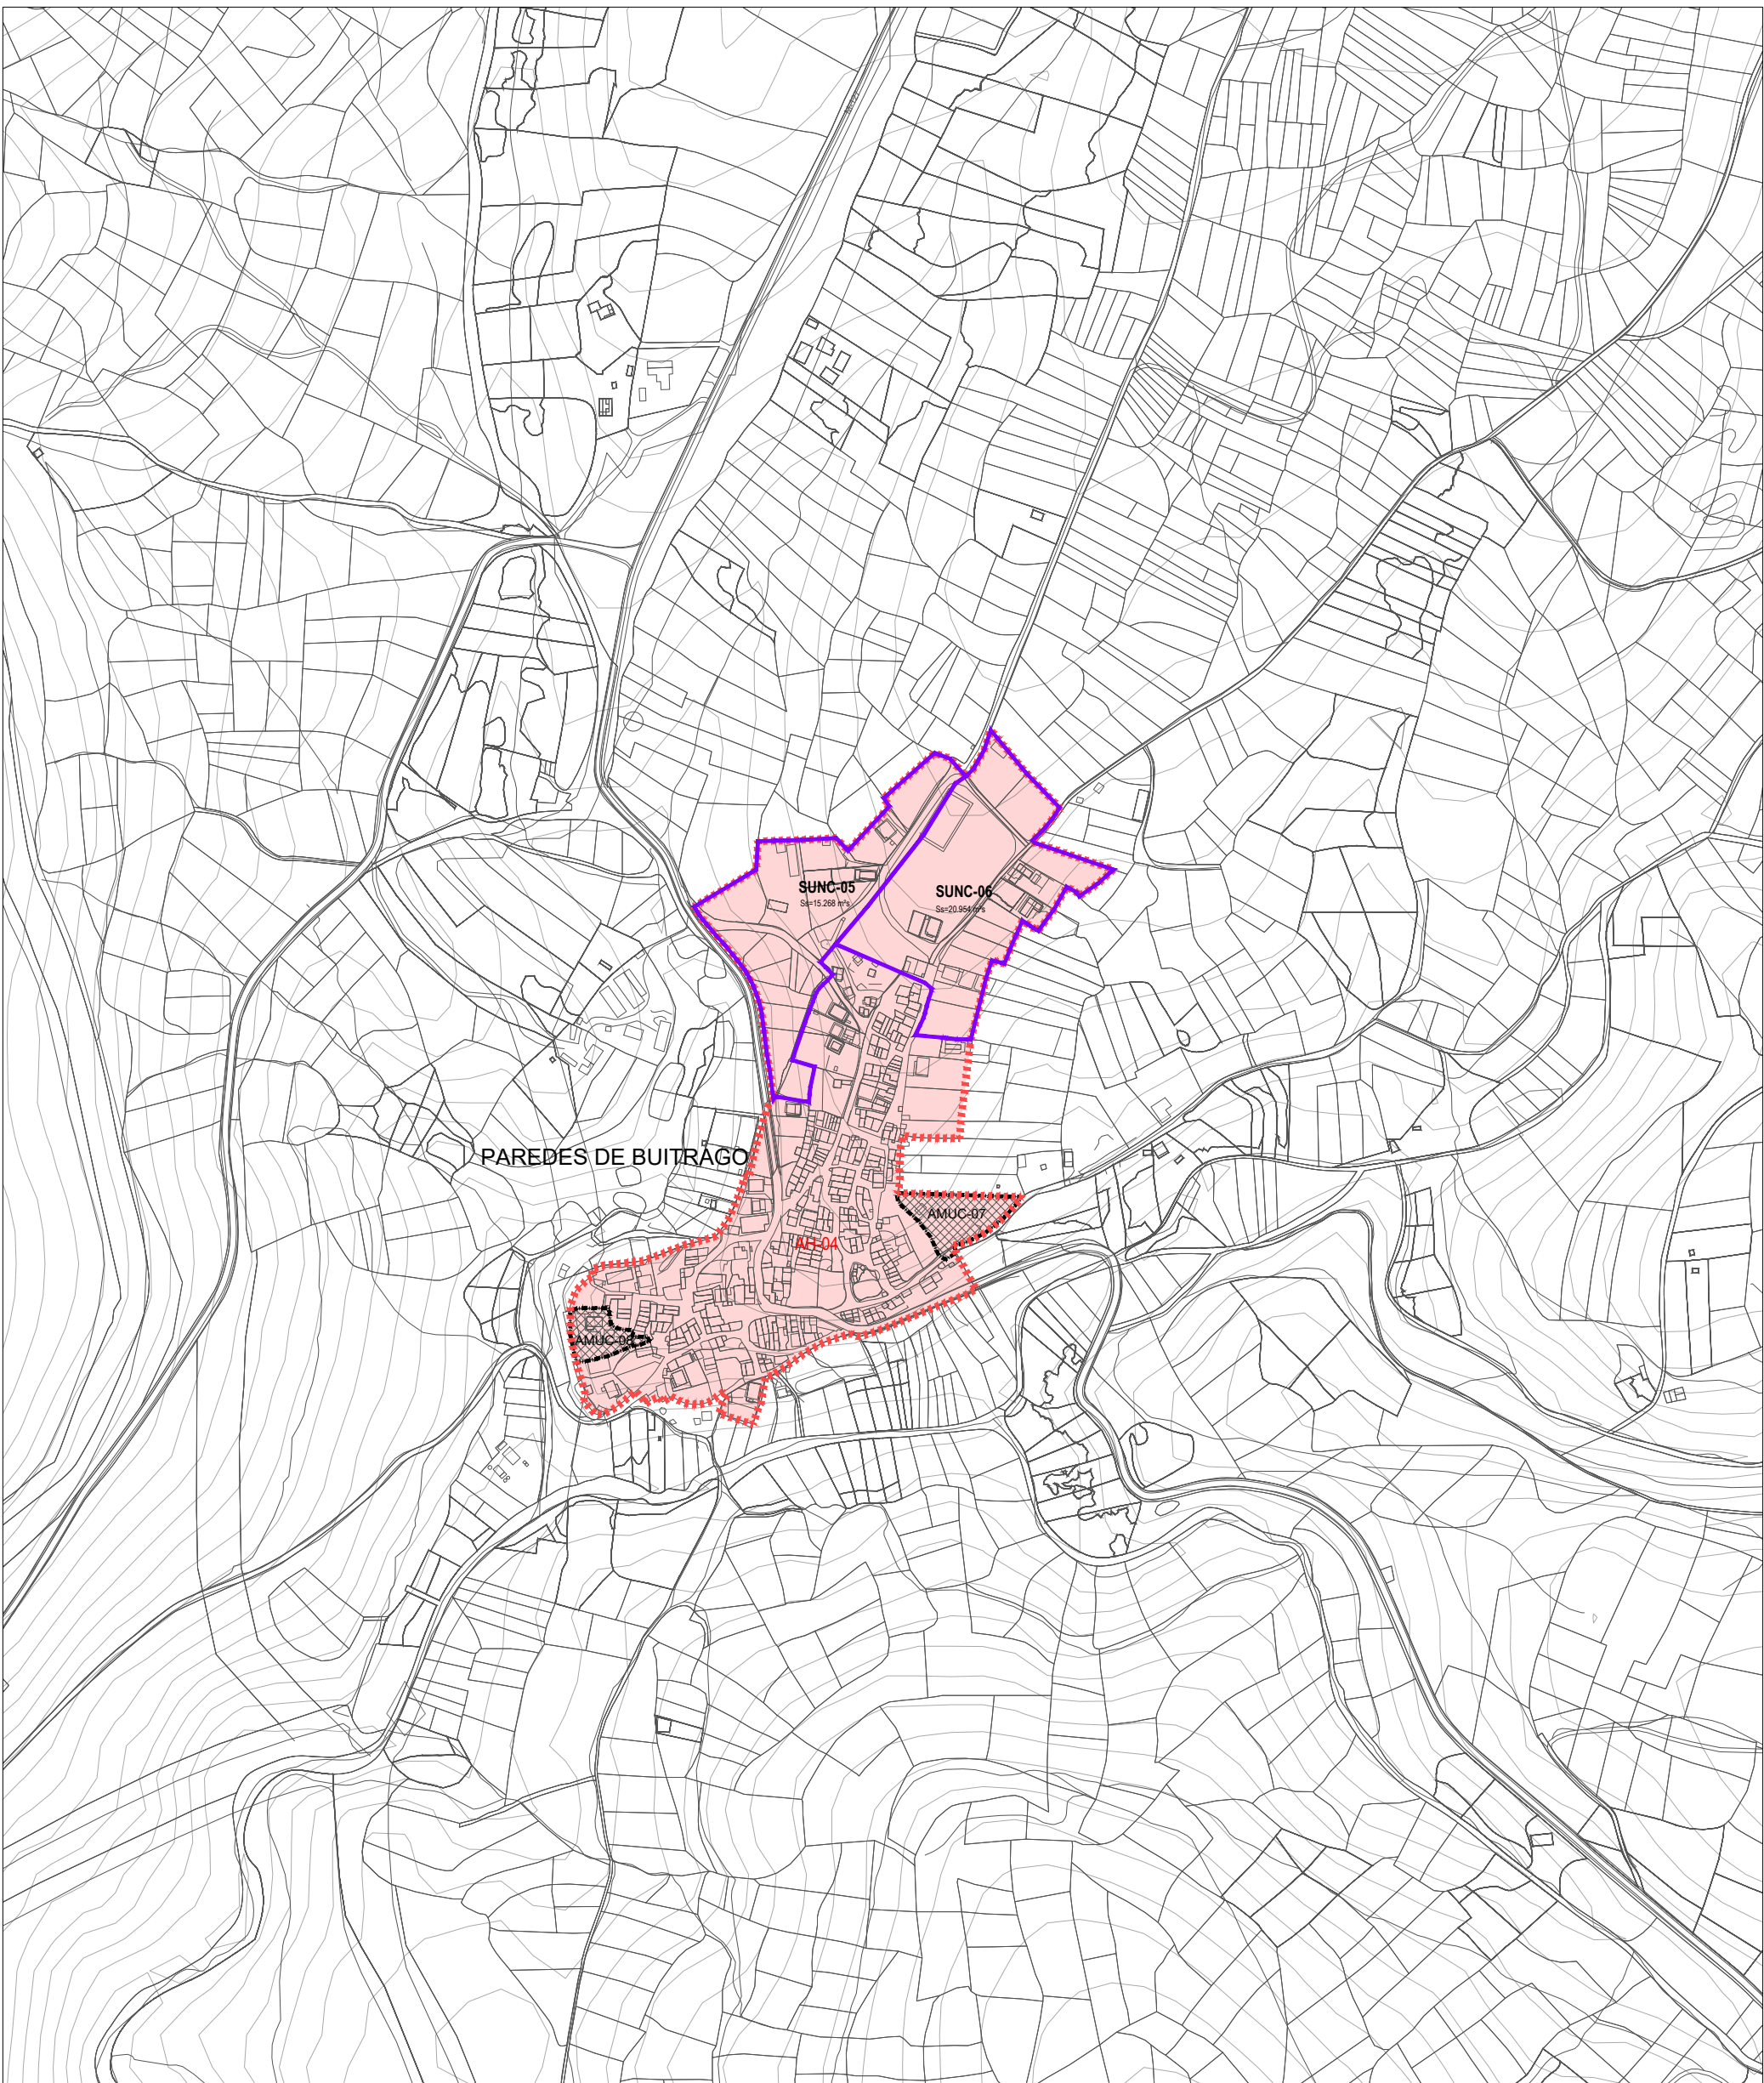 SUNC-05
Ss=15.268 m²s
SUNC-06
Ss=20.954 m²s
PAREDES DE BUITRAGO
AMUC-07
AH-04
AMUC-08